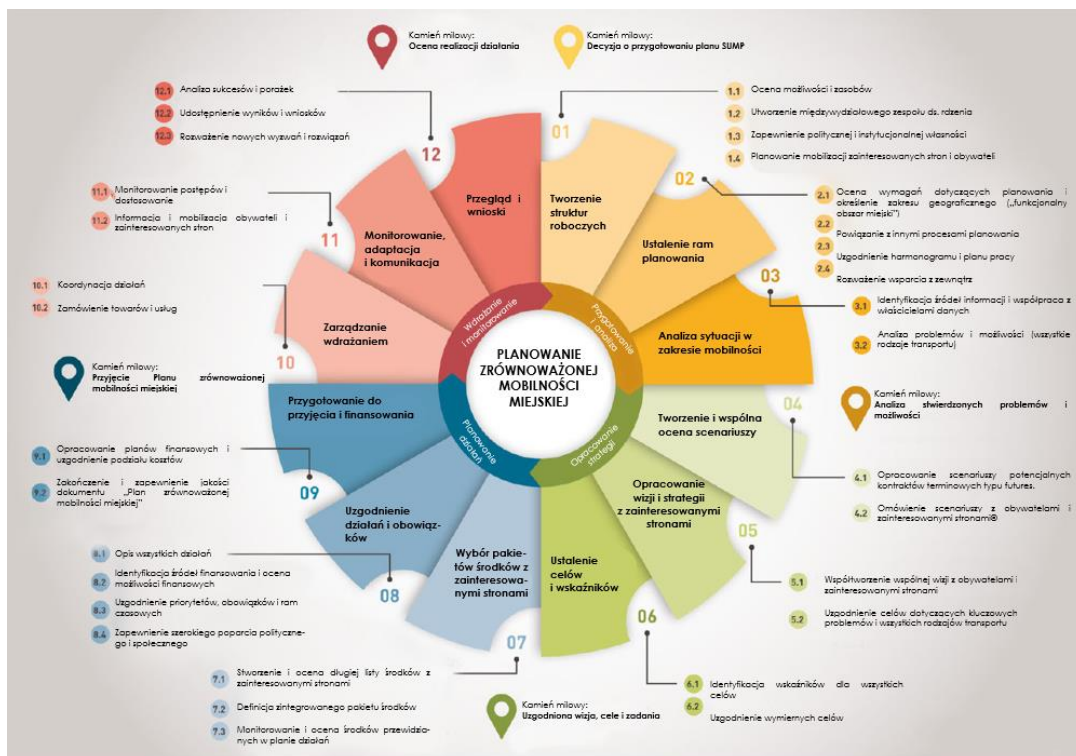 Kamień milowy:
Ocena realizacji działania
Kamień milowy:
Decyzja o przygotowaniu planu SUMP
12.1 Analiza sukcesów i porażek
12.2 Udostępnienie wyników i wniosków
12.3 Rozważenie nowych wyzwań i rozwiązań
1.1 Ocena możliwości i zasobów
1.2 Utworzenie międzywydziałowego zespołu ds. rdzenia
1.3 Zapewnienie politycznej i instytucjonalnej własności
1.4 Planowanie mobilizacji zainteresowanych stron i obywateli
11.1 Monitorowanie postępów i
dostosowanie
11.2 Informacja i mobilizacja obywateli i
zainteresowanych stron
2.1 Ocena wymagań dotyczących planowania i
określenie zakresu geograficznego („funkcjonalny
obszar miejski")
2.2
Powiązanie z innymi procesami planowania
2.3
Uzgodnienie harmonogramu i planu pracy
2.4
Rozważenie wsparcia z zewnątrz
10.1 Koordynacja działań
10.2 Zamówienie towarów i usług
3.1 Identyfikacja źródeł informacji i współpraca z
właścicielami danych
3.2 Analiza problemów i możliwości (wszystkie
rodzaje transportu)
Kamień milowy:
Przyjęcie Planu zrównoważonej
mobilności miejskiej
Kamień milowy:
Analiza stwierdzonych problemów i
możliwości
9.1 Opracowanie planów finansowych i
uzgodnienie podziału kosztów
9.2 Zakończenie i zapewnienie jakości
dokumentu „Plan zrównoważonej
mobilności miejskiej"
4.1 Opracowanie scenariuszy potencjalnych
kontraktów terminowych typu futures.
4.2 Omówienie scenariuszy z obywatelami i
zainteresowanymi stronami®
8.1 Opis wszystkich działań
8.2 Identyfikacja źródeł finansowania i ocena
możliwości finansowych
8.3 Uzgodnienie priorytetów, obowiązków i ram
czasowych
8.4 Zapewnienie szerokiego poparcia polityczne-
go i społecznego
5.1 Współtworzenie wspólnej wizji z obywatelami i
zainteresowanymi stronami
5.2 Uzgodnienie celów dotyczących kluczowych
problemów i wszystkich rodzajów transportu
7.1 Stworzenie i ocena długiej listy środków z
zainteresowanymi stronami
7.2 Definicja zintegrowanego pakietu środków
7.3 Monitorowanie i ocena środków przewidzia-
nych w planie działań
Kamień milowy:
Uzgodniona wizja, cele i zadania
6.1 Identyfikacja wskaźników dla wszystkich
celów
6.2
Uzgodnienie wymiernych celów
01
Tworzenie
struktur
roboczych
02
Ustalenie ram
planowania
03
Analiza sytuacji w
zakresie mobilności
04
Tworzenie i wspólna
ocena scenariuszy
05
Opracowanie
wizji i strategii
z zainteresowanymi
stronami
06
Ustalenie
celów
i wskaźników
07
Wybór pakie-
tów środków z
zainteresowa-
nymi stronami
08
Uzgodnienie
działań i obowiąz-
ków
09
Przygotowanie do
przyjęcia i finansowania
10
Zarządzanie
wdrażaniem
11
Monitorowanie,
adaptacja
i komunikacja
12
Przegląd i
wnioski
Przygotowanie
i analiza
Opracowanie
strategii
Planowanie
działań
Wdrażanie
i monitorowanie
PLANOWANIE
ZRÓWNOWAŻONEJ
MOBILNOŚCI
MIEJSKIEJ